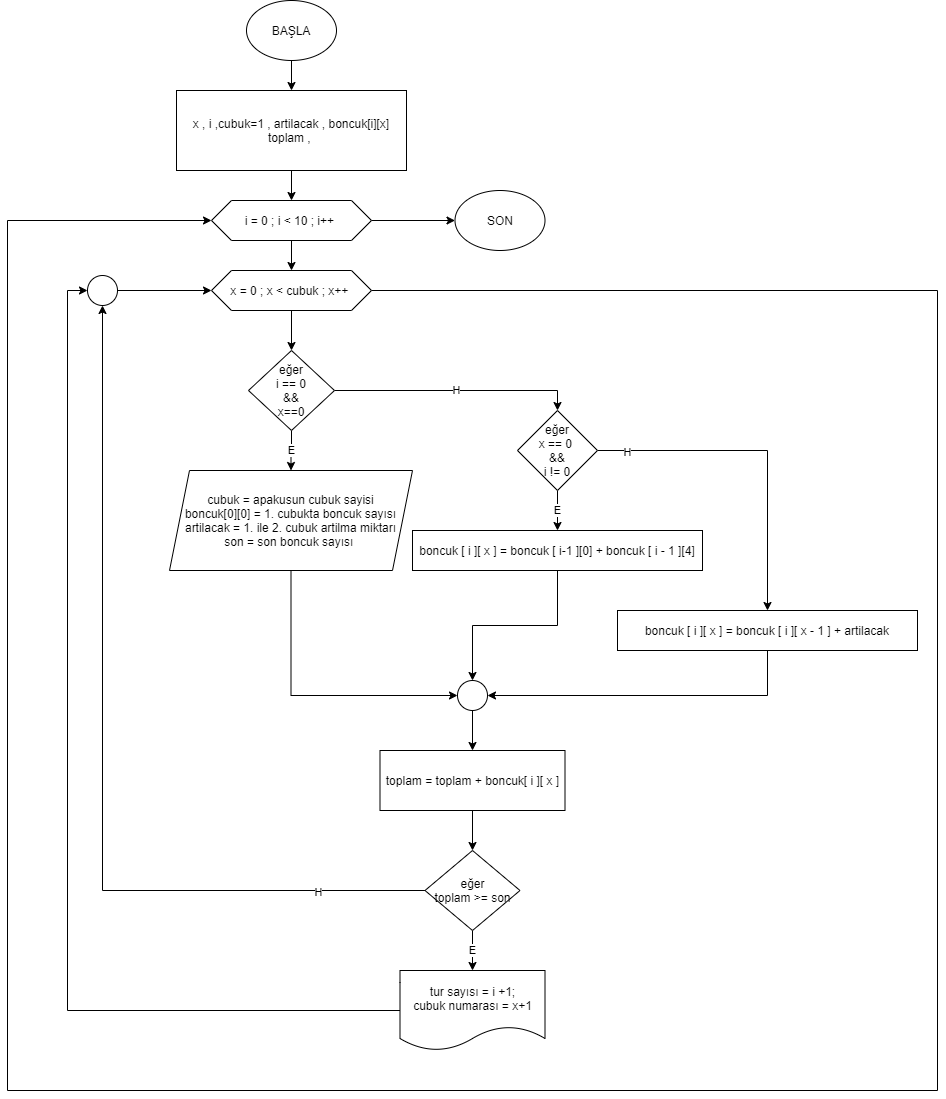 BAŞLA
x , i ,cubuk=1 , artilacak , boncuk[i][x]
toplam ,
i = 0 ; i < 10 ; i++
SON
x = 0 ; x < cubuk ; x++
eğer
i == 0
&&
x==0
H
E
eğer
x == 0
&&
i != 0
H
E
cubuk = apakusun cubuk sayisi
boncuk[0][0] = 1. cubukta boncuk sayısı
artilacak = 1. ile 2. cubuk artilma miktarı
son = son boncuk sayısı
boncuk [ i ][ x ] = boncuk [ i-1 ][0] + boncuk [ i - 1 ][4]
boncuk [ i ][ x ] = boncuk [ i ][ x - 1 ] + artilacak
toplam = toplam + boncuk[ i ][ x ]
eğer
toplam >= son
H
E
tur sayısı = i +1;
cubuk numarası = x+1